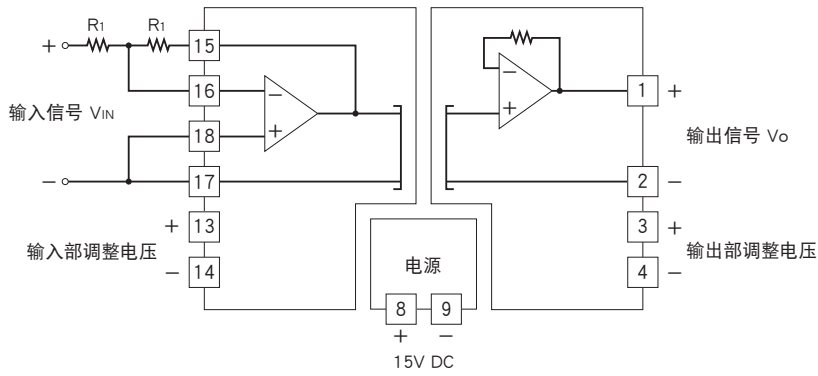 R1 R1
+ 15
16 − 1 +
输入信号 VIN + − + 输出信号 Vo
18
− 17 2 −
+ 13 3 +
输入部调整电压 输出部调整电压
− 14 电源 4 −
8 9
+ −
15V DC